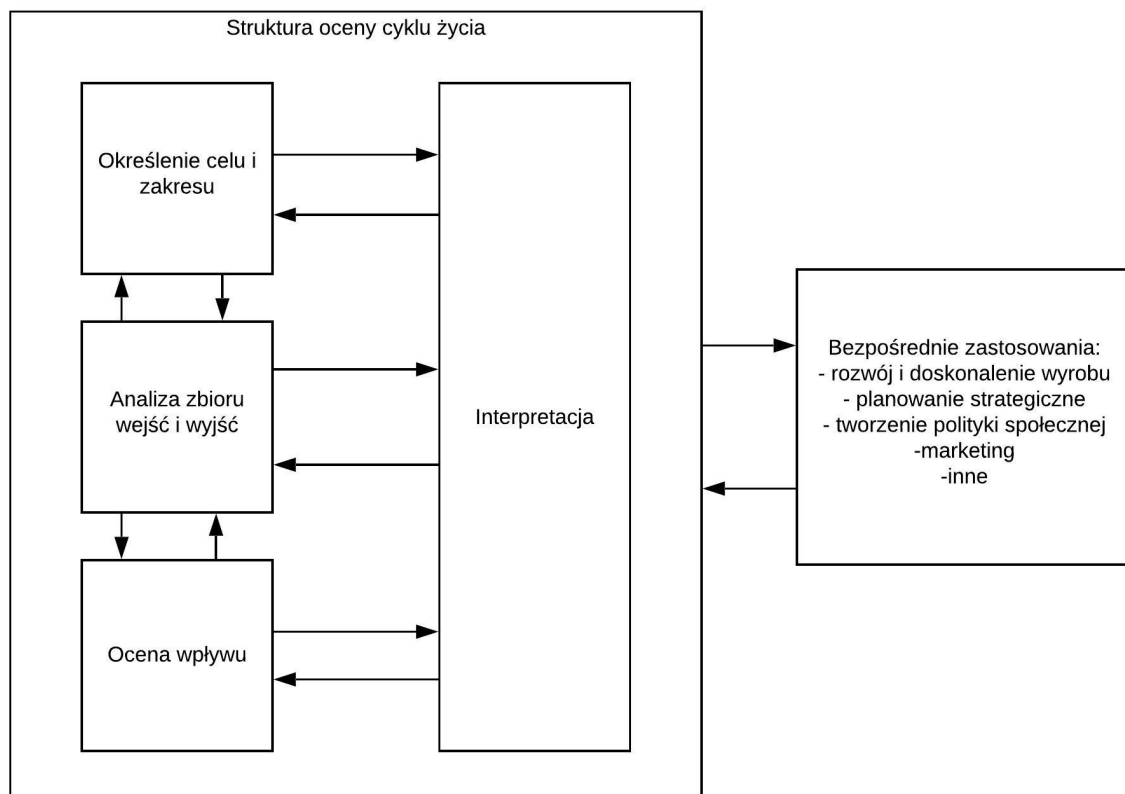 Struktura oceny cyklu życia
Określenie celu i
zakresu
Analiza zbioru
wejść i wyjść
Ocena wpływu
Interpretacja
Bezpośrednie zastosowania:
- rozwój i doskonalenie wyrobu
- planowanie strategiczne
- tworzenie polityki społecznej
-marketing
-inne